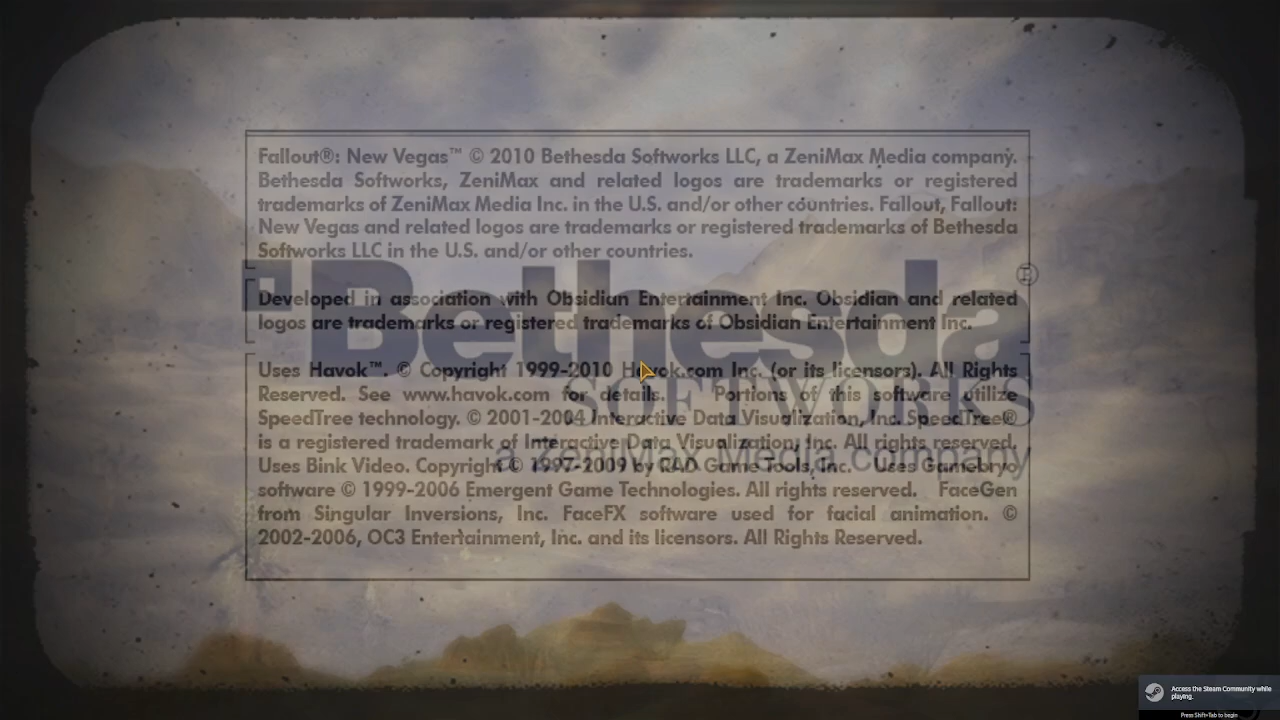 Fallout®: New Vegas™ © 2010 Bethesda Softworks LLC, a ZeniMax Media company.
Bethesda Softworks, ZeniMax and related logos are trademarks or registered
trademarks of ZeniMax Media Inc. in the U.S. and/or other countries. Fallout, Fallout:
New Vegas and related logos are trademarks or registered trademarks of Bethesda
Softworks LLC in the U.S. and/or other countries.
Bethesda®
SOFTWORKS
a ZeniMax Media company
Developed in association with Obsidian Entertainment Inc. Obsidian and related
logos are trademarks or registered trademarks of Obsidian Entertainment Inc.
Uses Havok™. © Copyright 1999-2010 Havok.com Inc. (or its licensors). All Rights
Reserved. See www.havok.com for details. Portions of this software utilize
SpeedTree technology. © 2001-2004 Interactive Data Visualization, Inc. SpeedTree®
is a registered trademark of Interactive Data Visualization, Inc. All rights reserved.
Uses Bink Video. Copyright © 1997-2009 by RAD Game Tools, Inc. Uses Gamebryo
software © 1999-2006 Emergent Game Technologies. All rights reserved. FaceGen
from Singular Inversions, Inc. FaceFX software used for facial animation. ©
2002-2006, OC3 Entertainment, Inc. and its licensors. All Rights Reserved.
Access the Steam Community while
playing.
Press Shift+Tab to begin